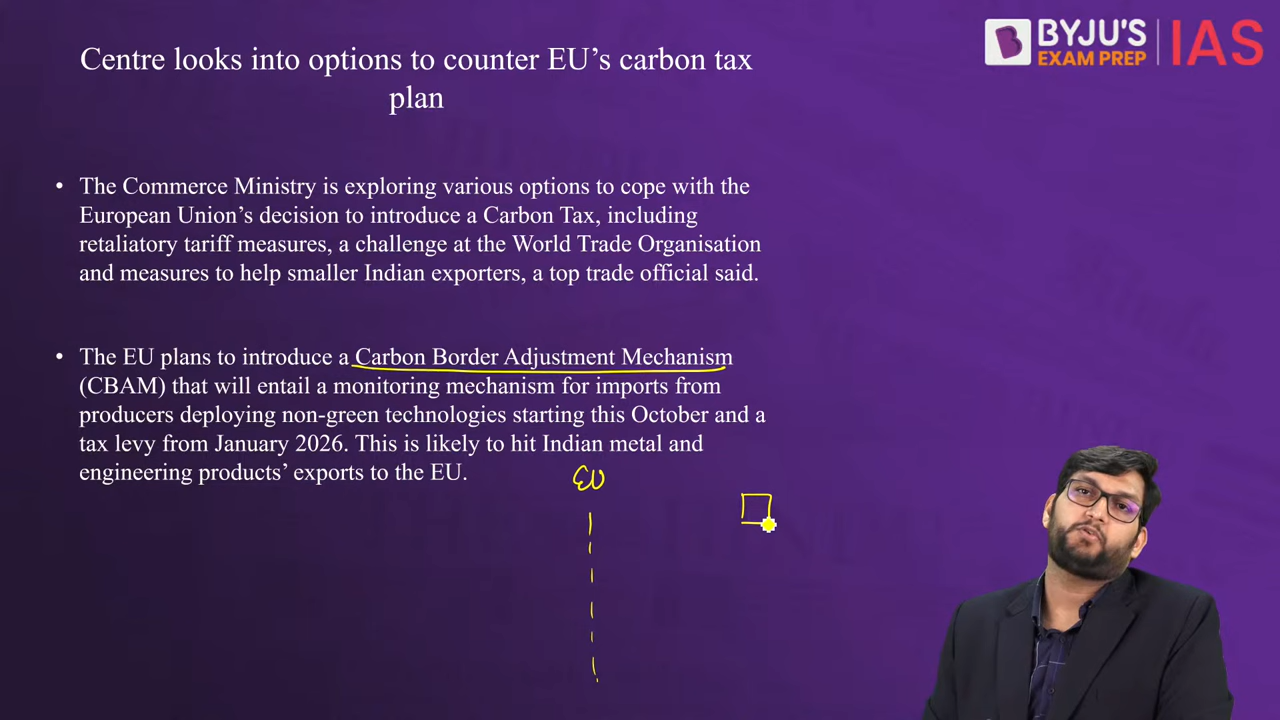 Centre looks into options to counter EU's carbon tax
plan
BYJU'S
EXAM PREP
IAS
• The Commerce Ministry is exploring various options to cope with the
European Union's decision to introduce a Carbon Tax, including
retaliatory tariff measures, a challenge at the World Trade Organisation
and measures to help smaller Indian exporters, a top trade official said.
• The EU plans to introduce a Carbon Border Adjustment Mechanism
(CBAM) that will entail a monitoring mechanism for imports from
producers deploying non-green technologies starting this October and a
tax levy from January 2026. This is likely to hit Indian metal and
engineering products' exports to the EU.
EU